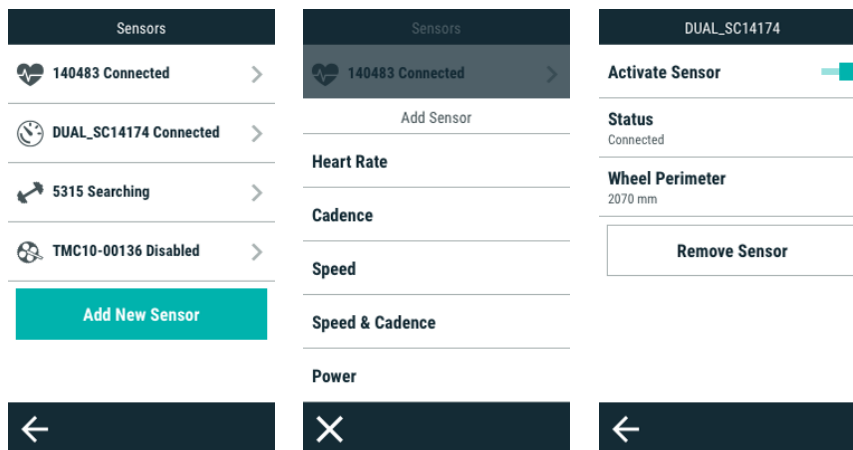 Sensors
140483 Connected
DUAL_SC14174 Connected
5315 Searching
TMC10-00136 Disabled
Add New Sensor
Sensors
140483 Connected
Add Sensor
Heart Rate
Cadence
Speed
Speed & Cadence
Power
DUAL_SC14174
Activate Sensor
Status
Connected
Wheel Perimeter
2070 mm
Remove Sensor